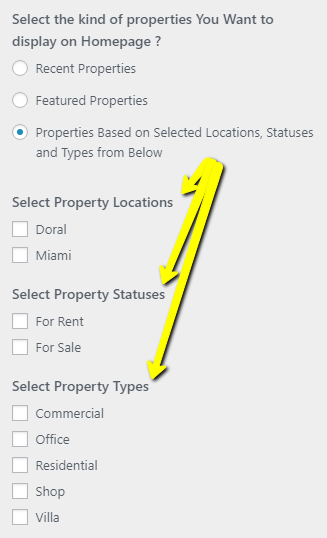 Select the kind of properties You Want to
display on Homepage ?
Recent Properties
Featured Properties
Properties Based on Selected Locations, Statuses
and Types from Below
Select Property Locations
Doral
Miami
Select Property Statuses
For Rent
For Sale
Select Property Types
Commercial
Office
Residential
Shop
Villa